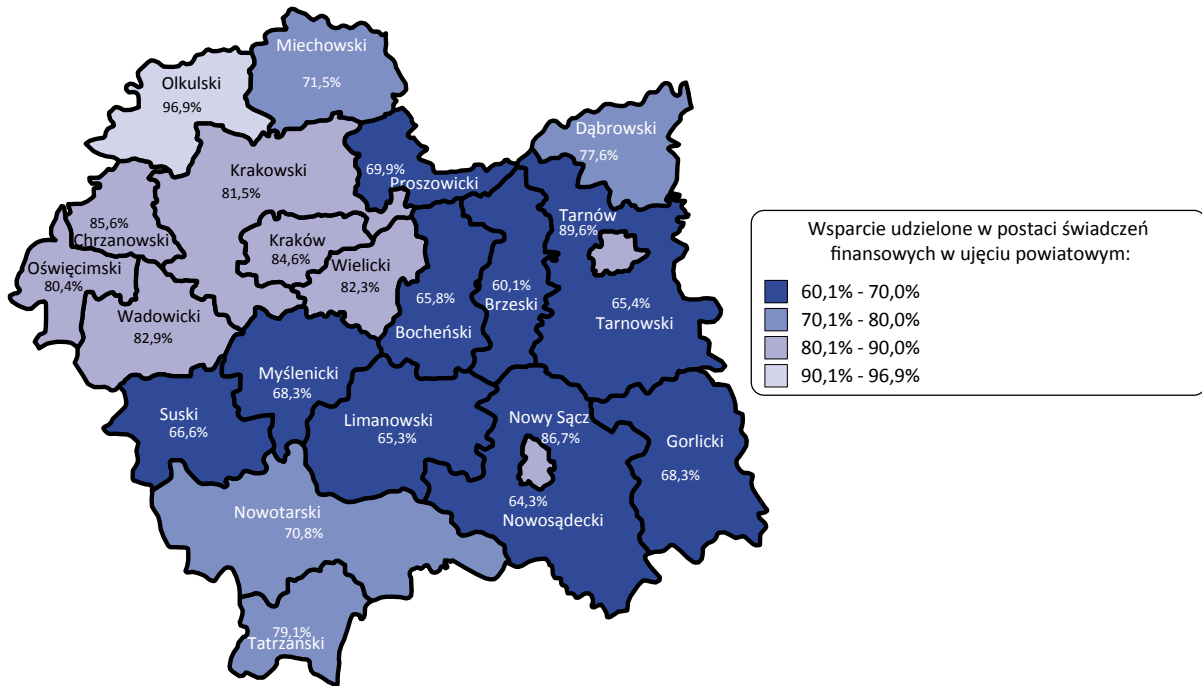 Miechowski
71,5%
Olkulski
96,9%
Dąbrowski
77,6%
Krakowski
81,5%
69,9%
Proszowicki
Tarnów
89,6%
85,6%
Chrzanowski
Kraków
84,6%
Wielicki
82,3%
Oświęcimski
80,4%
Wadowicki
82,9%
65,8%
Bocheński
60,1%
Brzeski
65,4%
Tarnowski
Myślenicki
68,3%
Suski
66,6%
Limanowski
65,3%
Nowy Sącz
86,7%
Gorlicki
68,3%
64,3%
Nowosądecki
Nowotarski
70,8%
79,1%
Tatrzański
Wsparcie udzielone w postaci świadczeń
finansowych w ujęciu powiatowym:
60,1% - 70,0%
70,1% - 80,0%
80,1% - 90,0%
90,1% - 96,9%